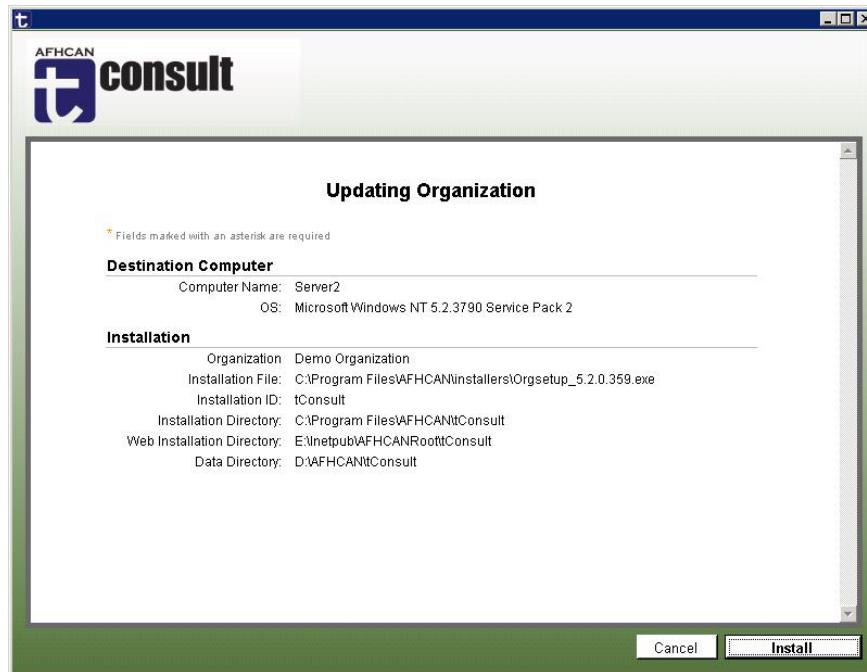 t
AFHCAN
t consult
Updating Organization
* Fields marked with an asterisk are required
Destination Computer
Computer Name: Server2
OS: Microsoft Windows NT 5.2.3790 Service Pack 2
Installation
Organization Demo Organization
Installation File: C:\Program Files\AFHCAN\installers\Orgsetup_5.2.0.359.exe
Installation ID: tConsult
Installation Directory: C:\Program Files\AFHCAN\tConsult
Web Installation Directory: E:\Inetpub\AFHCANRoot\tConsult
Data Directory: D:\AFHCAN\tConsult
Cancel Install